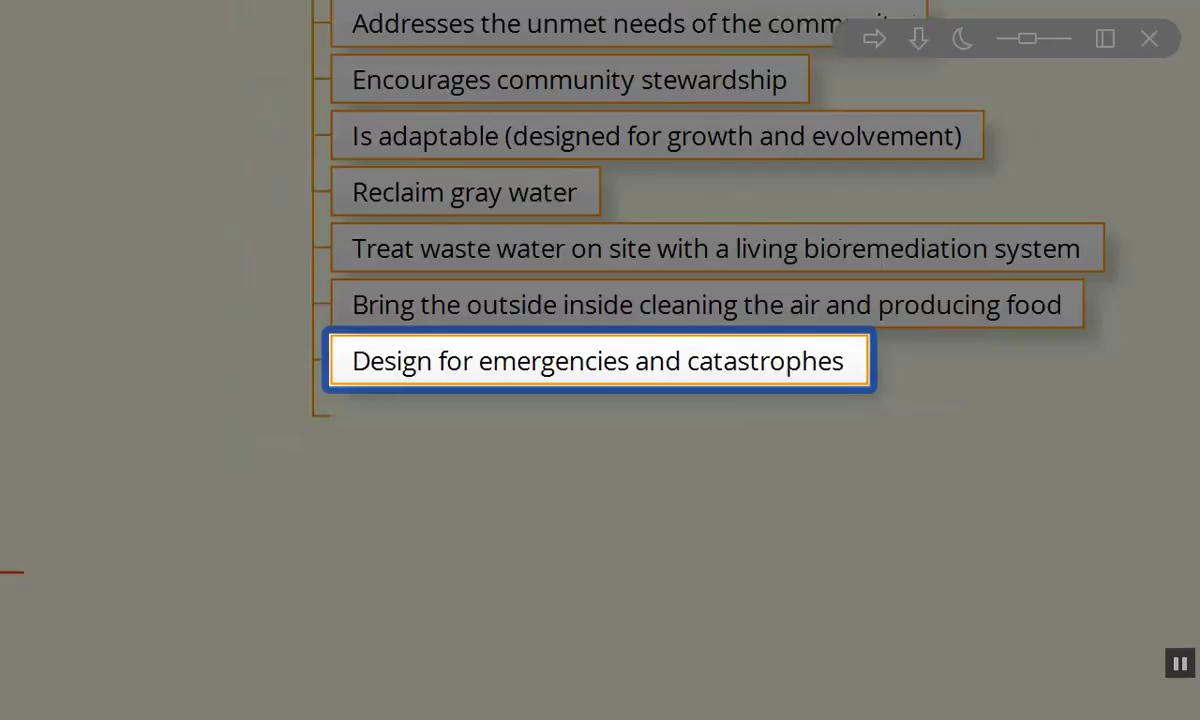 Addresses the unmet needs of the
Encourages community stewardship
Is adaptable (designed for growth and evolvement)
Reclaim gray water
Treat waste water on site with a living bioremediation system
Bring the outside inside cleaning the air and producing food
Design for emergencies and catastrophes